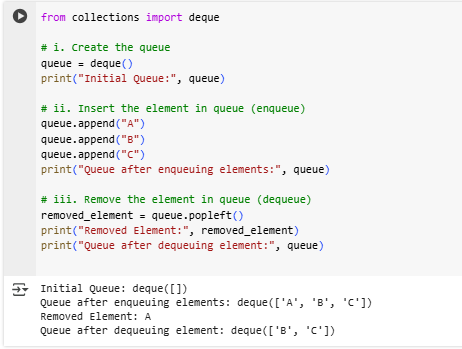 from collections import deque
# i. Create the queue
queue = deque()
print("Initial Queue:", queue)
# ii. Insert the element in queue (enqueue)
queue.append("A")
queue.append("B")
queue.append("C")
print("Queue after enqueuing elements:", queue)
# iii. Remove the element in queue (dequeue)
removed_element = queue.popleft()
print("Removed Element:", removed_element)
print("Queue after dequeuing element:", queue)
Initial Queue: deque([])
Queue after enqueuing elements: deque(['A', 'B', 'C'])
Removed Element: A
Queue after dequeuing element: deque(['B', 'C'])